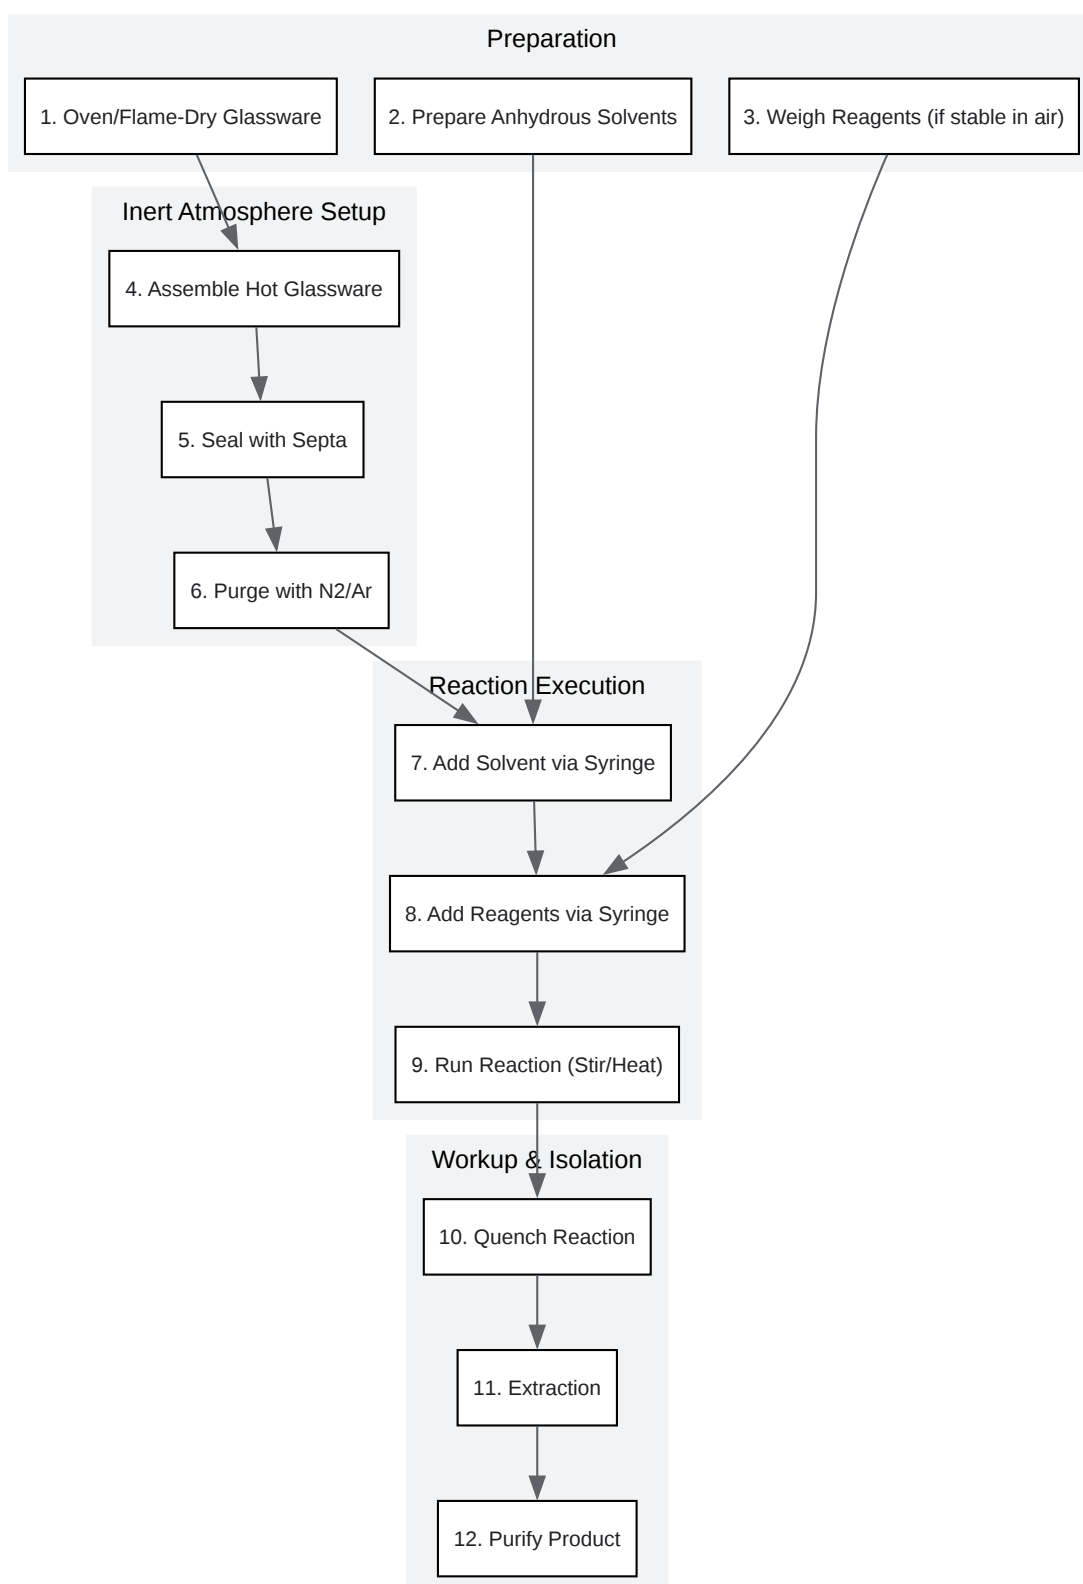 Preparation
1. Oven/Flame-Dry Glassware
2. Prepare Anhydrous Solvents
3. Weigh Reagents (if stable in air)
Inert Atmosphere Setup
4. Assemble Hot Glassware
5. Seal with Septa
6. Purge with N2/Ar
Reaction Execution
7. Add Solvent via Syringe
8. Add Reagents via Syringe
9. Run Reaction (Stir/Heat)
Workup & Isolation
10. Quench Reaction
11. Extraction
12. Purify Product